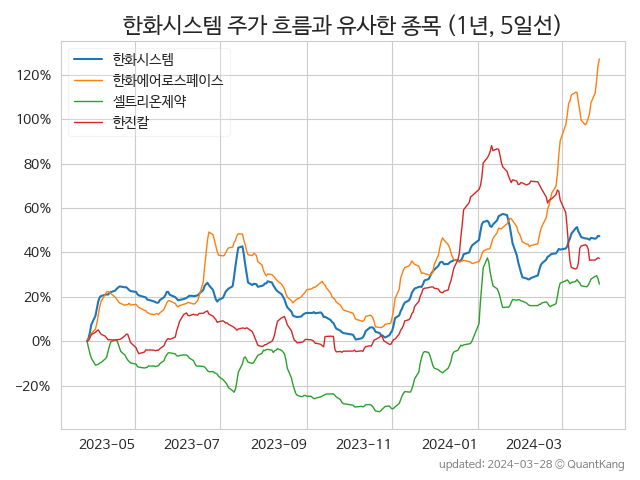 한화시스템 주가 흐름과 유사한 종목 (1년, 5일선)
한화시스템
한화에어로스페이스
셀트리온제약
한진칼
120%
100%
80%
60%
40%
20%
0%
−20%
2023-05 2023-07 2023-09 2023-11 2024-01 2024-03
updated: 2024-03-28 © QuantKang